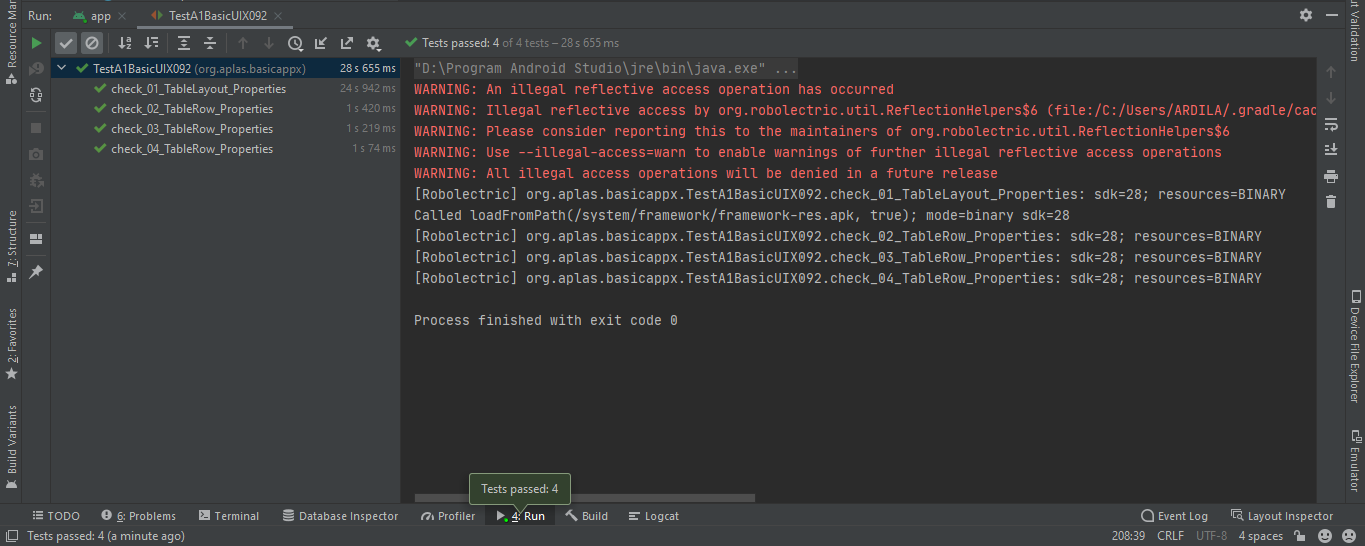 Run:
app
TestA1BasicUIX092
Resource Mar
ut Validation
Tests passed: 4 of 4 tests – 28 s 655 ms
TestA1BasicUIX092 (org.aplas.basicappx) 28 s 655 ms
check_01_TableLayout_Properties 24 s 942 ms
check_02_TableRow_Properties 1 s 420 ms
check_03_TableRow_Properties 1 s 219 ms
check_04_TableRow_Properties 1 s 74 ms
"D:\Program Android Studio\jre\bin\java.exe" ...
WARNING: An illegal reflective access operation has occurred
WARNING: Illegal reflective access by org.robolectric.util.ReflectionHelpers$6 (file:/C:/Users/ARDILA/.gradle/cac
WARNING: Please consider reporting this to the maintainers of org.robolectric.util.ReflectionHelpers$6
WARNING: Use --illegal-access=warn to enable warnings of further illegal reflective access operations
WARNING: All illegal access operations will be denied in a future release
[Robolectric] org.aplas.basicappx.TestA1BasicUIX092.check_01_TableLayout_Properties: sdk=28; resources=BINARY
Called loadFromPath(/system/framework/framework-res.apk, true); mode=binary sdk=28
[Robolectric] org.aplas.basicappx.TestA1BasicUIX092.check_02_TableRow_Properties: sdk=28; resources=BINARY
[Robolectric] org.aplas.basicappx.TestA1BasicUIX092.check_03_TableRow_Properties: sdk=28; resources=BINARY
[Robolectric] org.aplas.basicappx.TestA1BasicUIX092.check_04_TableRow_Properties: sdk=28; resources=BINARY
Process finished with exit code 0
7: Structure
2: Favorites
Build Variants
Device File Explorer
Emulator
Tests passed: 4
TODO
6: Problems
Terminal
Database Inspector
Profiler
4: Run
Build
Logcat
Event Log
Layout Inspector
Tests passed: 4 (a minute ago)
208:39
CRLF
UTF-8
4 spaces